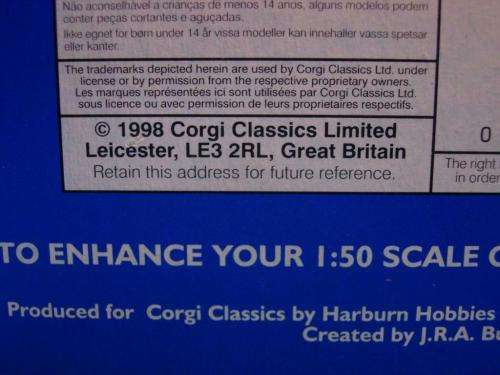 Não aconselhável a crianças de menos 14 anos, alguns modelos podem
conter peças cortantes e aguçadas.
Ikke egnet for børn under 14 år vissa modeller kan innehaller vassa spetsar
eller kanter.
The trademarks depicted herein are used by Corgi Classics Ltd. under
license or by permission from the respective proprietary owners.
Les marques représentées ici sont utilisées par Corgi Classics Ltd.
sous licence ou avec permission de leurs propriétaires respectifs.
© 1998 Corgi Classics Limited
Leicester, LE3 2RL, Great Britain
Retain this address for future reference.
0
The right
in order
TO ENHANCE YOUR 1:50 SCALE
Produced for Corgi Classics by Harburn Hobbies
Created by J.R.A.